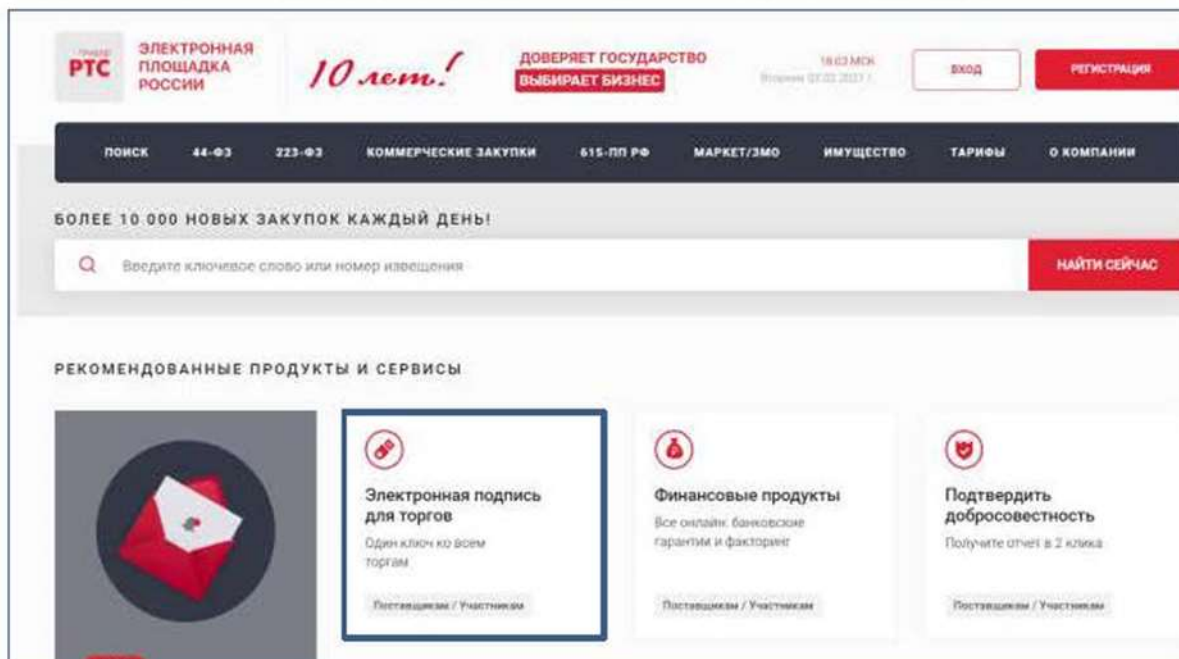 РТС
ЭЛЕКТРОННАЯ
ПЛОЩАДКА
РОССИИ
10 лет!
ДОВЕРЯЕТ ГОСУДАРСТВО
ВЫБИРАЕТ БИЗНЕС
МСК
ВХОД
РЕГИСТРАЦИЯ
ПОИСК 44-ФЗ 223-ФЗ КОММЕРЧЕСКИЕ ЗАКУПКИ 615-ПП РФ МАРКЕТ/ЗМО ИМУЩЕСТВО ТАРИФЫ О КОМПАНИИ
БОЛЕЕ 10 000 НОВЫХ ЗАКУПОК КАЖДЫЙ ДЕНЬ!
Введите ключевое слово или номер извещения
НАЙТИ СЕЙЧАС
РЕКОМЕНДОВАННЫЕ ПРОДУКТЫ И СЕРВИСЫ
Электронная подпись
для торгов
Один ключ ко всем
торгам
Поставщикам / Участникам
Финансовые продукты
Все онлайн: банковские
гарантии и факторинг
Поставщикам / Участникам
Подтвердить
добросовестность
Получите отчет в 2 клика
Поставщикам / Участникам